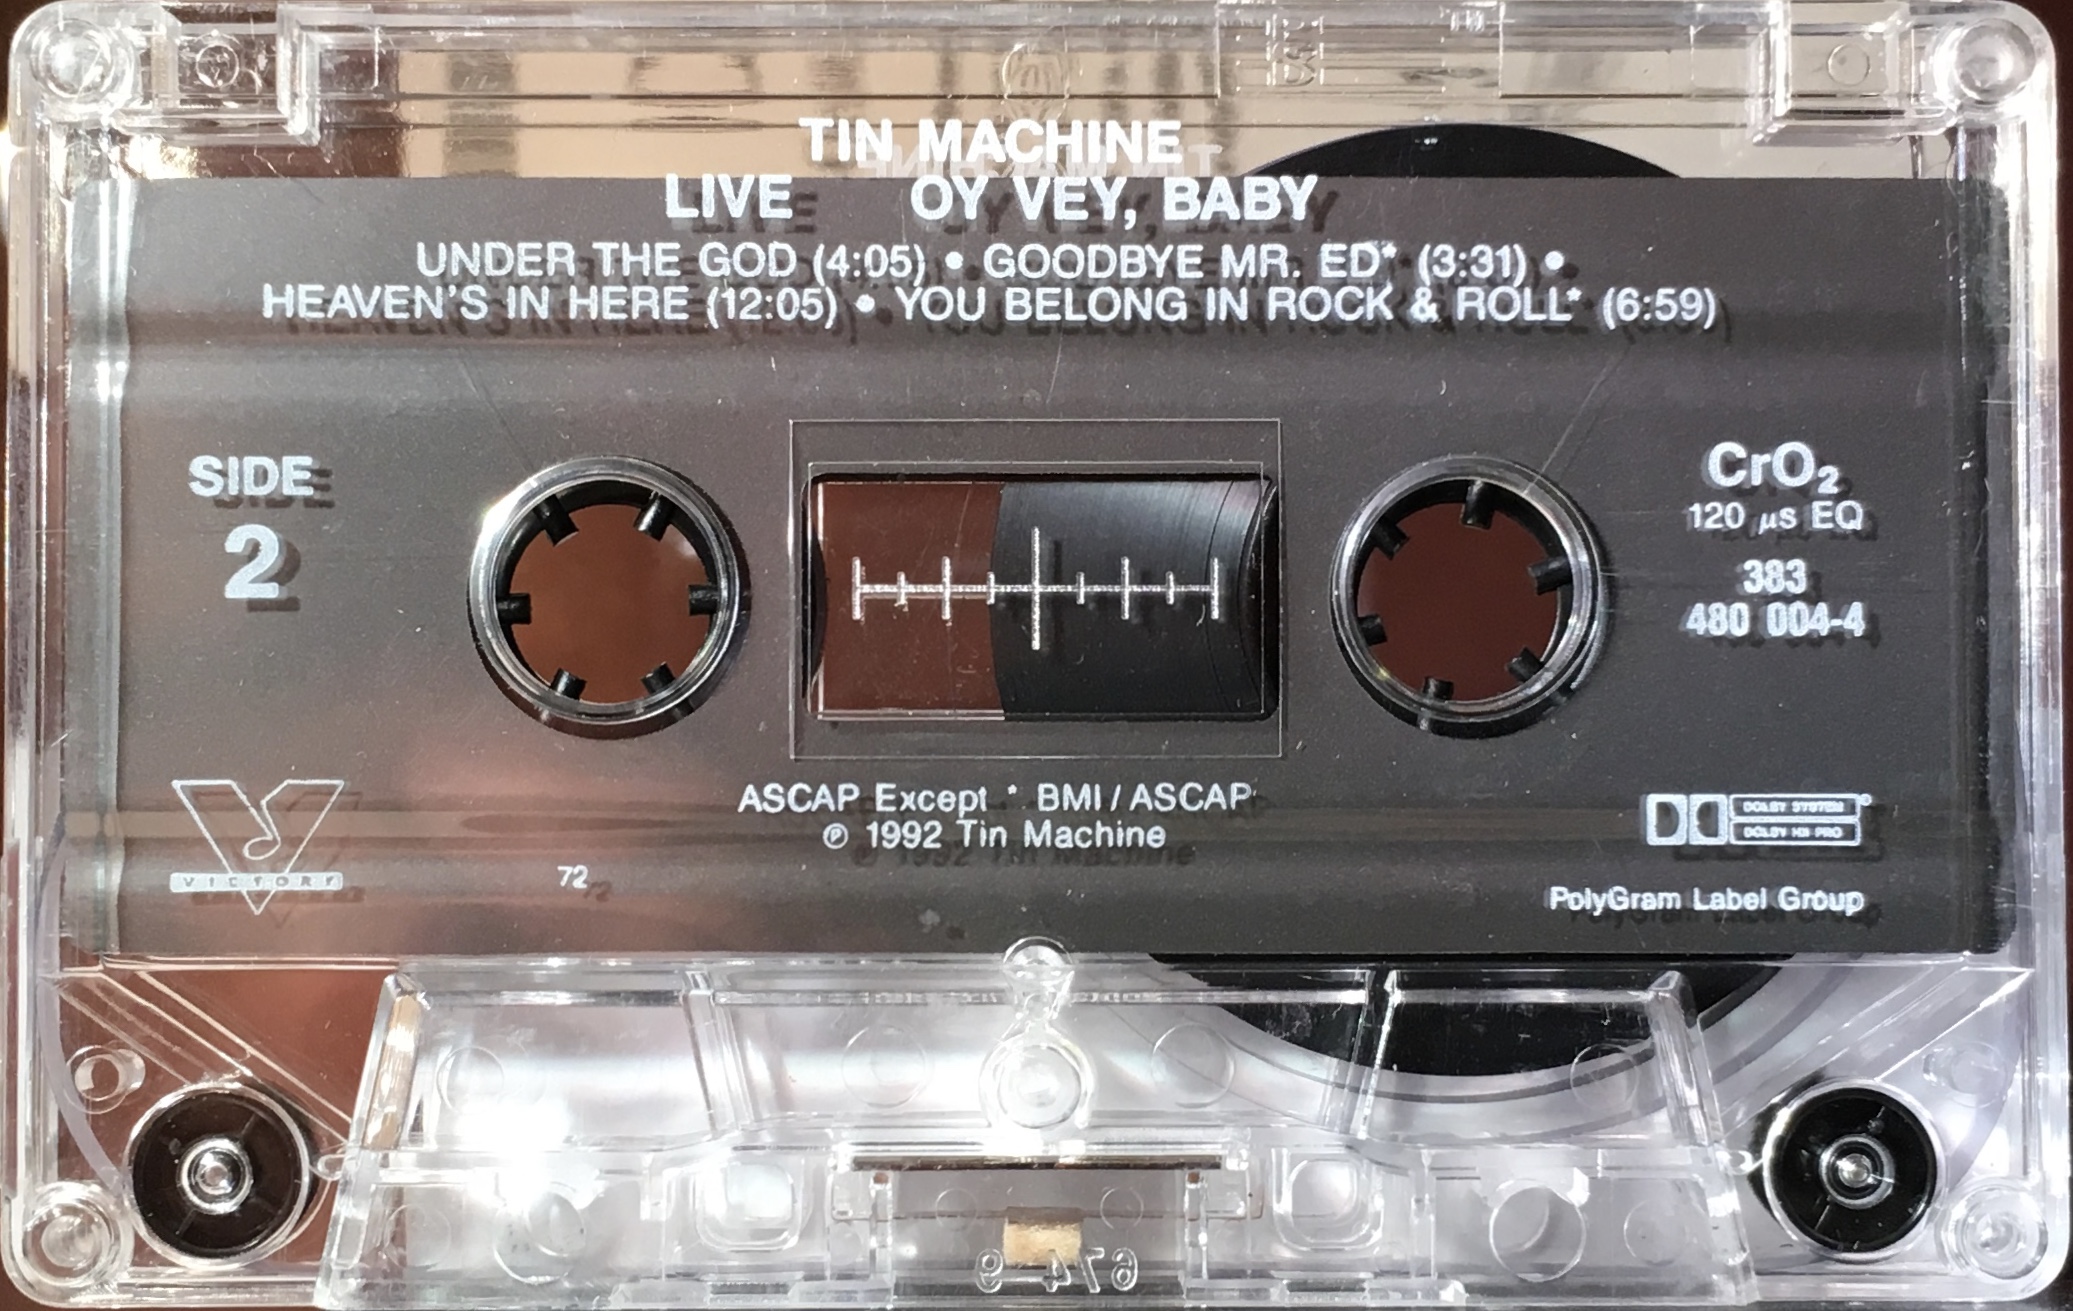 TIN MACHINE
LIVE OY VEY, BABY
UNDER THE GOD (4:05) • GOODBYE MR. ED* (3:31) •
HEAVEN'S IN HERE (12:05) • YOU BELONG IN ROCK & ROLL* (6:59)
SIDE
2
CrO₂
120 µs EQ
383
480 004-4
ASCAP Except * BMI / ASCAP
℗ 1992 Tin Machine
VICTORY
72
DOLBY SYSTEM
DOLBY HX PRO
PolyGram Label Group